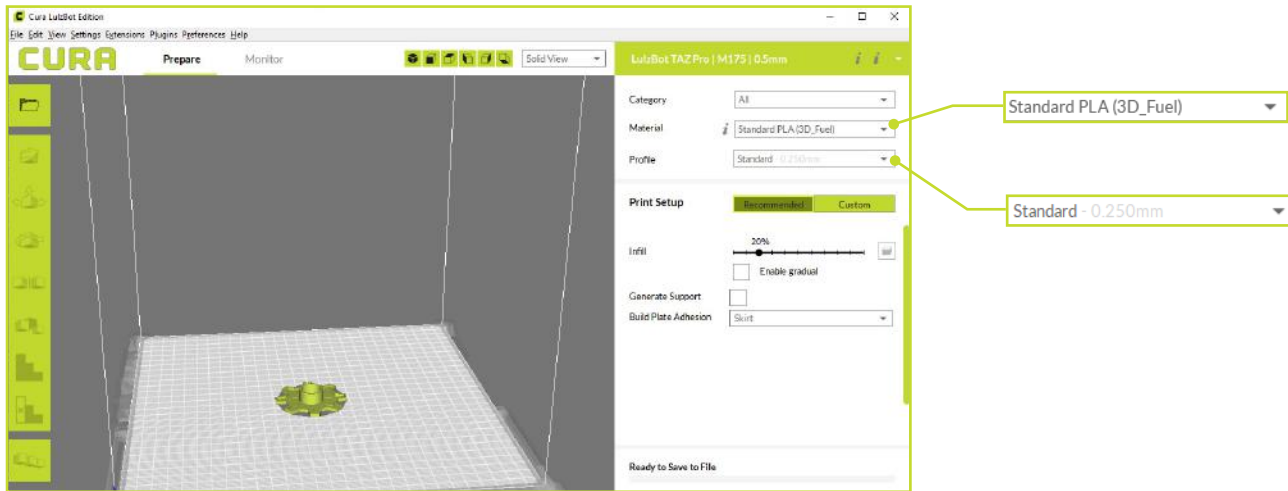 Cura LulzBot Edition
File Edit View Settings Extensions Plugins Preferences Help
CURA Prepare Monitor Solid View
LulzBot TAZ Pro | M175 | 0.5mm i i
Category All
Material i Standard PLA (3D_Fuel)
Standard PLA (3D_Fuel)
Profile Standard - 0.250mm
Standard - 0.250mm
Print Setup Recommended Custom
20%
Infill
Enable gradual
Generate Support
Build Plate Adhesion Skirt
Ready to Save to File